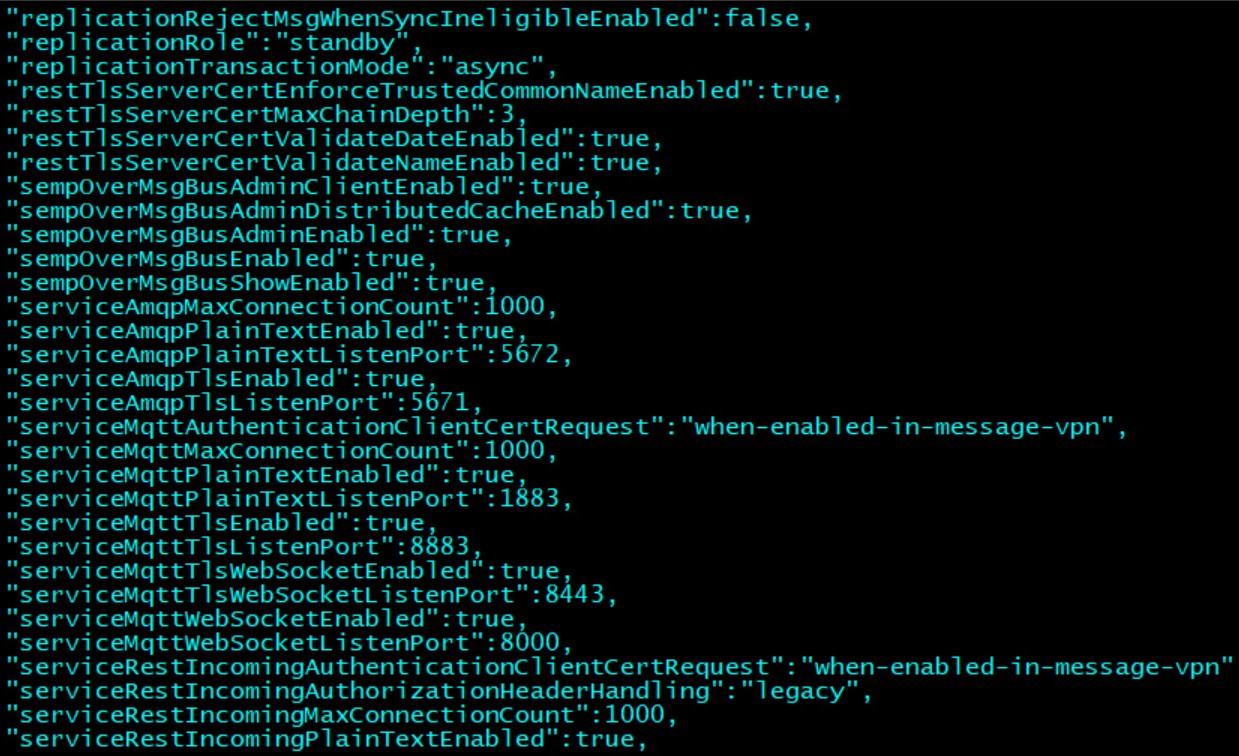 "replicationRejectMsgWhenSyncIneligibleEnabled":false,
"replicationRole":"standby",
"replicationTransactionMode":"async",
"restTlsServerCertEnforceTrustedCommonNameEnabled":true,
"restTlsServerCertMaxChainDepth":3,
"restTlsServerCertValidateDateEnabled":true,
"restTlsServerCertValidateNameEnabled":true,
"sempOverMsgBusAdminClientEnabled":true,
"sempOverMsgBusAdminDistributedCacheEnabled":true,
"sempOverMsgBusAdminEnabled":true,
"sempOverMsgBusEnabled":true,
"sempOverMsgBusShowEnabled":true,
"serviceAmqpMaxConnectionCount":1000,
"serviceAmqpPlainTextEnabled":true,
"serviceAmqpPlainTextListenPort":5672,
"serviceAmqpTlsEnabled":true,
"serviceAmqpTlsListenPort":5671,
"serviceMqttAuthenticationClientCertRequest":"when-enabled-in-message-vpn",
"serviceMqttMaxConnectionCount":1000,
"serviceMqttPlainTextEnabled":true,
"serviceMqttPlainTextListenPort":1883,
"serviceMqttTlsEnabled":true,
"serviceMqttTlsListenPort":8883,
"serviceMqttTlsWebSocketEnabled":true,
"serviceMqttTlsWebSocketListenPort":8443,
"serviceMqttWebSocketEnabled":true,
"serviceMqttWebSocketListenPort":8000,
"serviceRestIncomingAuthenticationClientCertRequest":"when-enabled-in-message-vpn"
"serviceRestIncomingAuthorizationHeaderHandling":"legacy",
"serviceRestIncomingMaxConnectionCount":1000,
"serviceRestIncomingPlainTextEnabled":true,